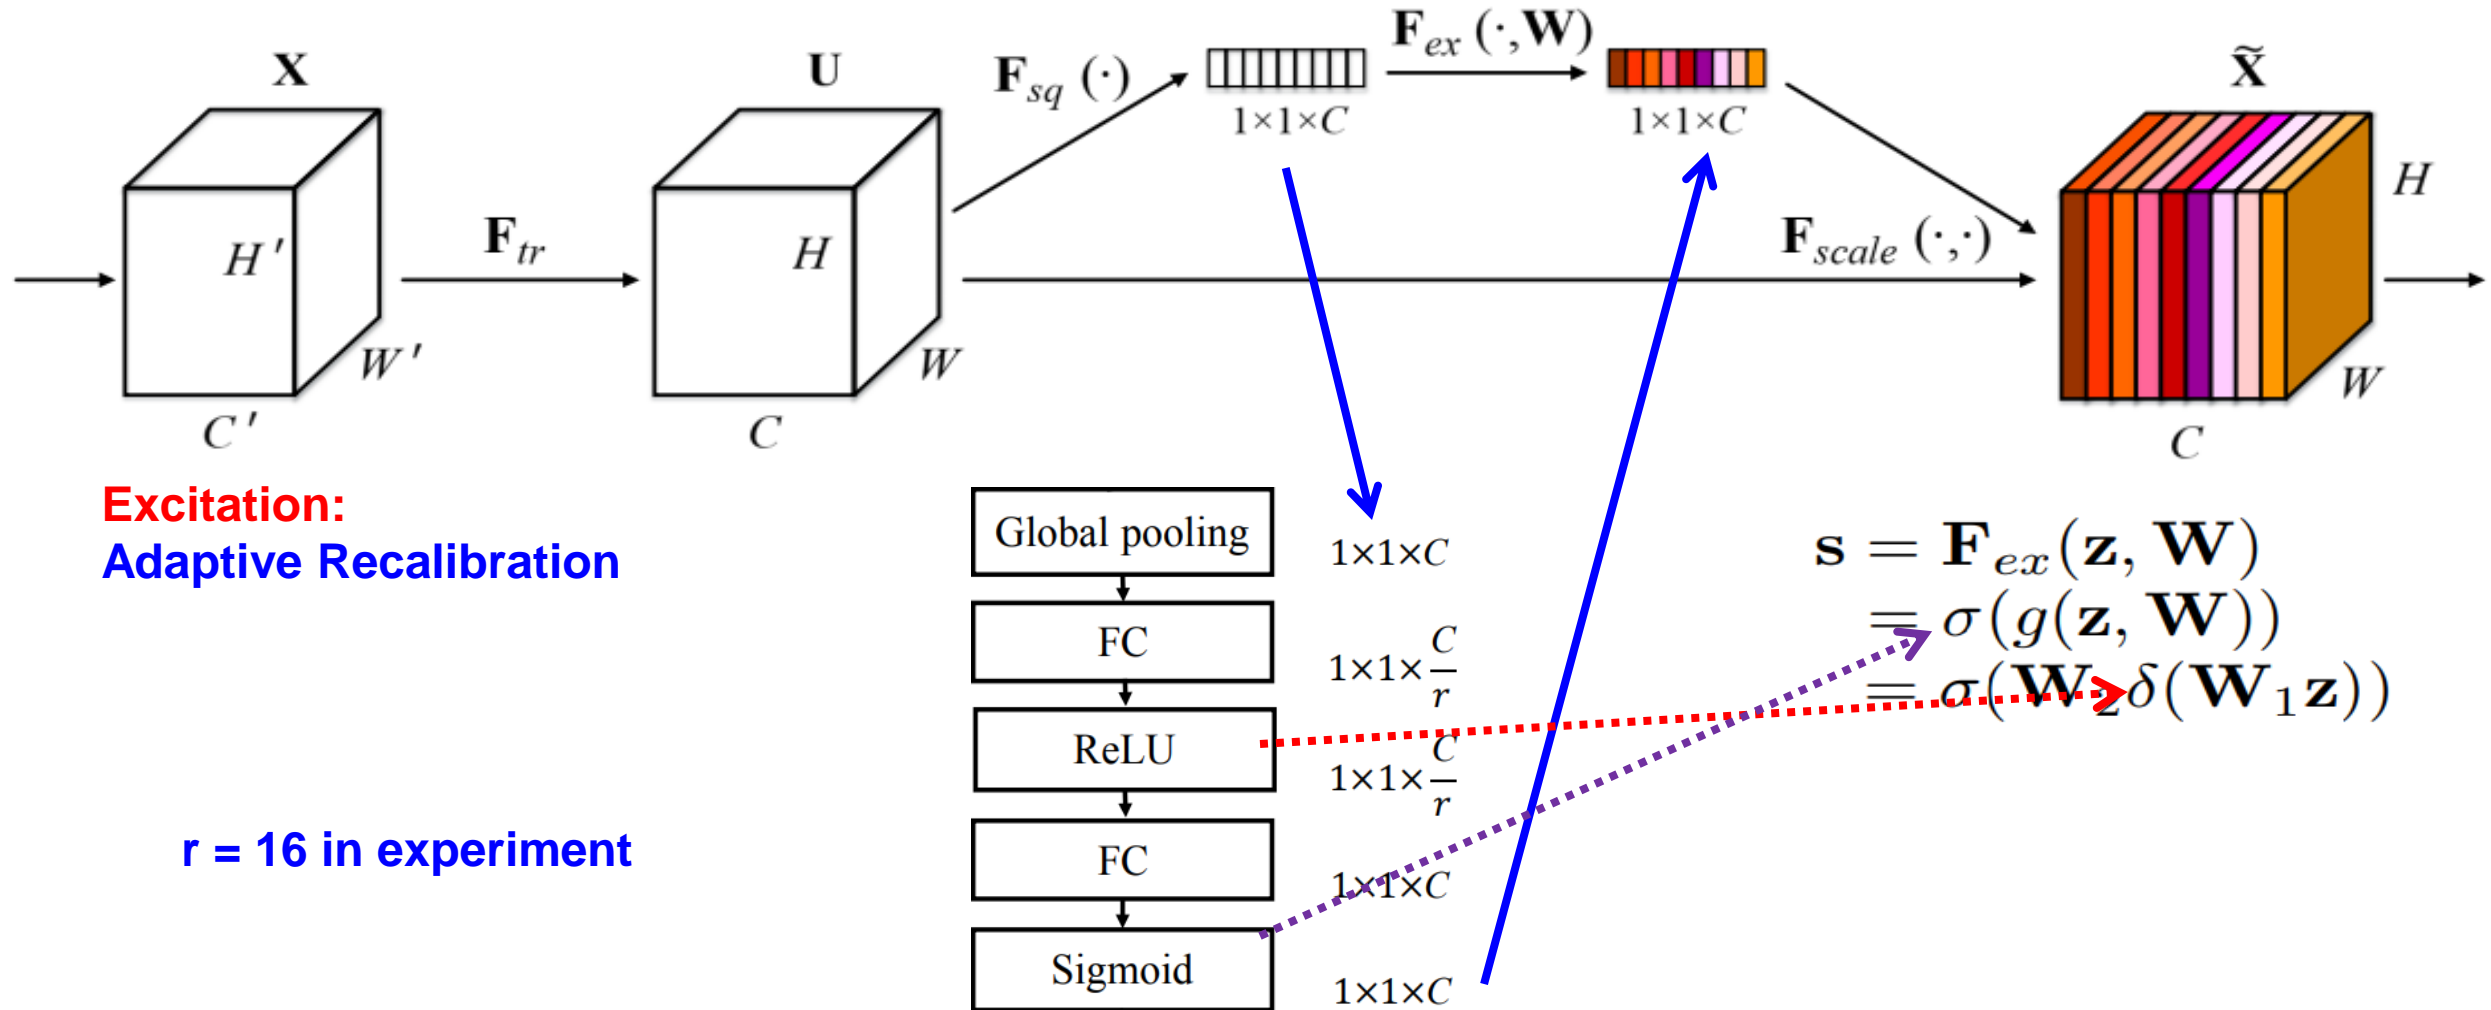 X
U
F_sq (·)
F_ex (·,W)
X̃
1×1×C
1×1×C
H′
F_tr
H
F_scale (·,·)
H
W′
W
W
C′
C
C
Excitation:
Adaptive Recalibration
r = 16 in experiment
Global pooling
1×1×C
FC
1×1×C/r
ReLU
1×1×C/r
FC
1×1×C
Sigmoid
1×1×C
s = F_ex(z, W)
= σ(g(z, W))
= σ(W_2δ(W_1z))